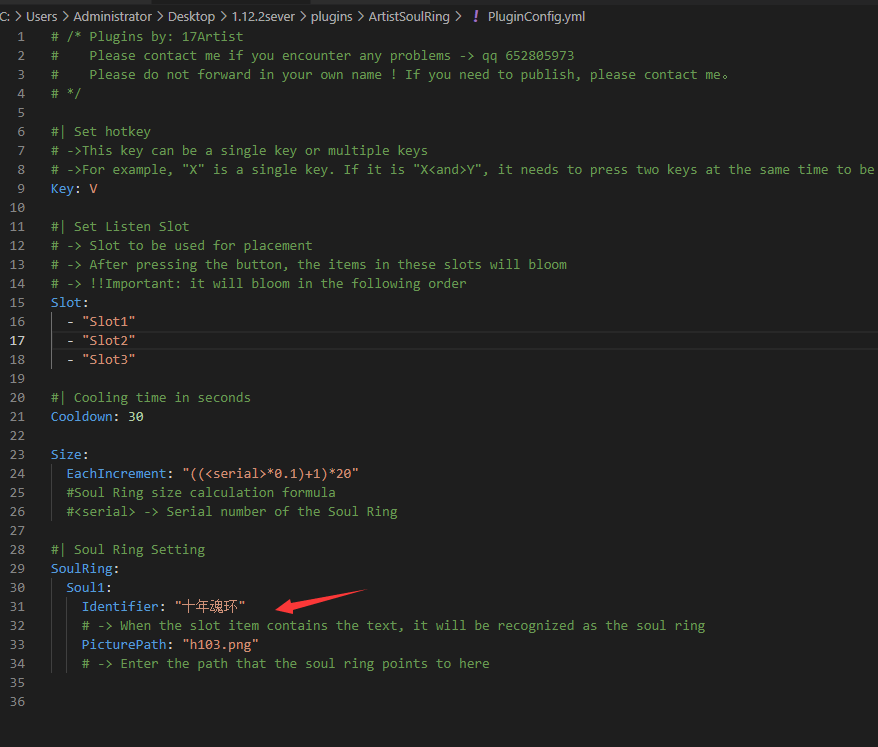 C: > Users > Administrator > Desktop > 1.12.2sever > plugins > ArtistSoulRing > ! PluginConfig.yml
1 # /* Plugins by: 17Artist
2 #    Please contact me if you encounter any problems -> qq 652805973
3 #    Please do not forward in your own name ! If you need to publish, please contact me。
4 # */
5
6 #| Set hotkey
7 # ->This key can be a single key or multiple keys
8 # ->For example, "X" is a single key. If it is "X<and>Y", it needs to press two keys at the same time to be
9 Key: V
10
11 #| Set Listen Slot
12 # -> Slot to be used for placement
13 # -> After pressing the button, the items in these slots will bloom
14 # -> !!Important: it will bloom in the following order
15 Slot:
16   - "Slot1"
17   - "Slot2"
18   - "Slot3"
19
20 #| Cooling time in seconds
21 Cooldown: 30
22
23 Size:
24   EachIncrement: "((<serial>*0.1)+1)*20"
25   #Soul Ring size calculation formula
26   #<serial> -> Serial number of the Soul Ring
27
28 #| Soul Ring Setting
29 SoulRing:
30   Soul1:
31     Identifier: "十年魂环"
32     # -> When the slot item contains the text, it will be recognized as the soul ring
33     PicturePath: "h103.png"
34     # -> Enter the path that the soul ring points to here
35
36